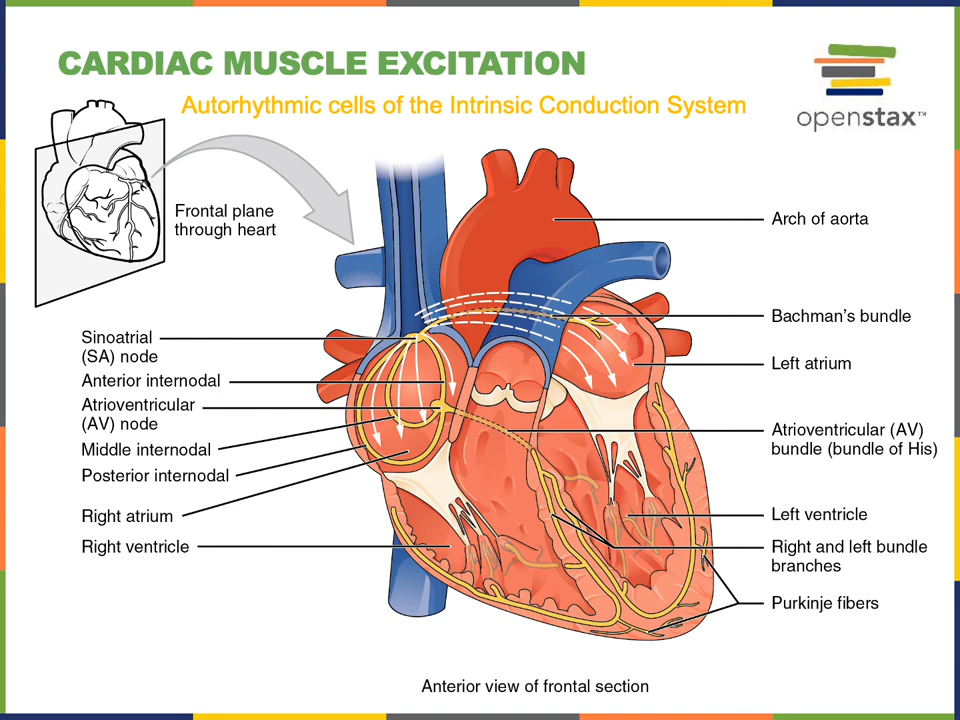 CARDIAC MUSCLE EXCITATION
Autorhythmic cells of the Intrinsic Conduction System
openstax™
Frontal plane
through heart
Sinoatrial
(SA) node
Anterior internodal
Atrioventricular
(AV) node
Middle internodal
Posterior internodal
Right atrium
Right ventricle
Arch of aorta
Bachman's bundle
Left atrium
Atrioventricular (AV)
bundle (bundle of His)
Left ventricle
Right and left bundle
branches
Purkinje fibers
Anterior view of frontal section